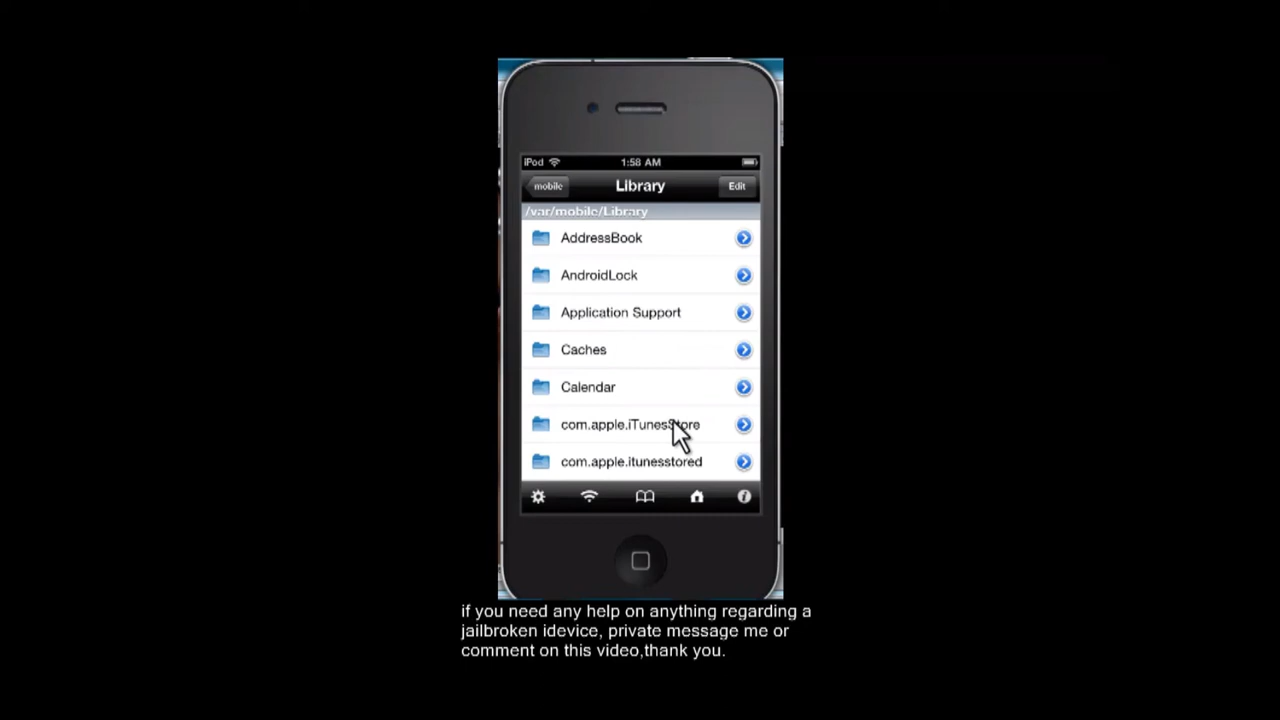 iPod 1:58 AM
mobile Library Edit
/var/mobile/Library
AddressBook
AndroidLock
Application Support
Caches
Calendar
com.apple.iTunesStore
com.apple.itunesstored
if you need any help on anything regarding a
jailbroken idevice, private message me or
comment on this video,thank you.